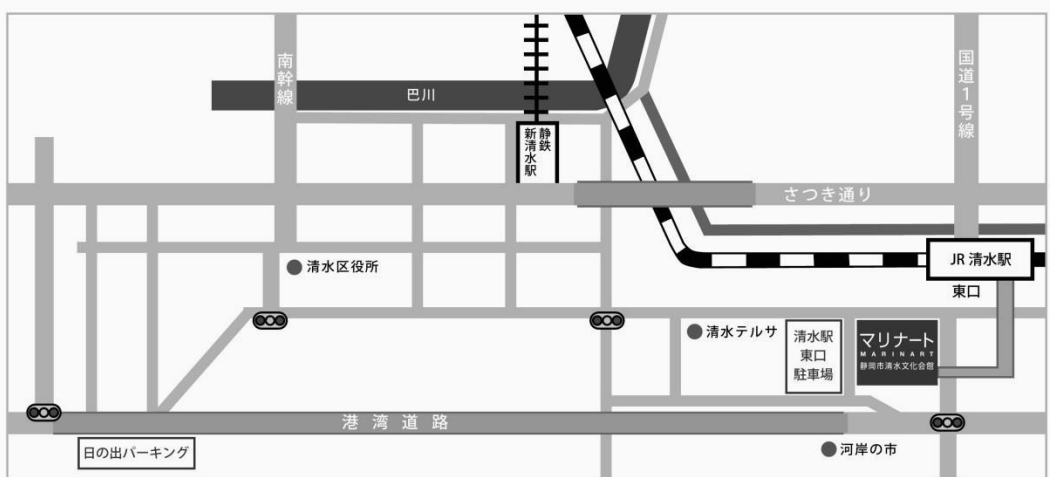 南幹線
巴川
静鉄
新清水駅
国道1号線
さつき通り
清水区役所
JR 清水駅
東口
清水テルサ
清水駅
東口
駐車場
マリナート
MARINART
静岡市清水文化会館
港湾道路
日の出パーキング
河岸の市